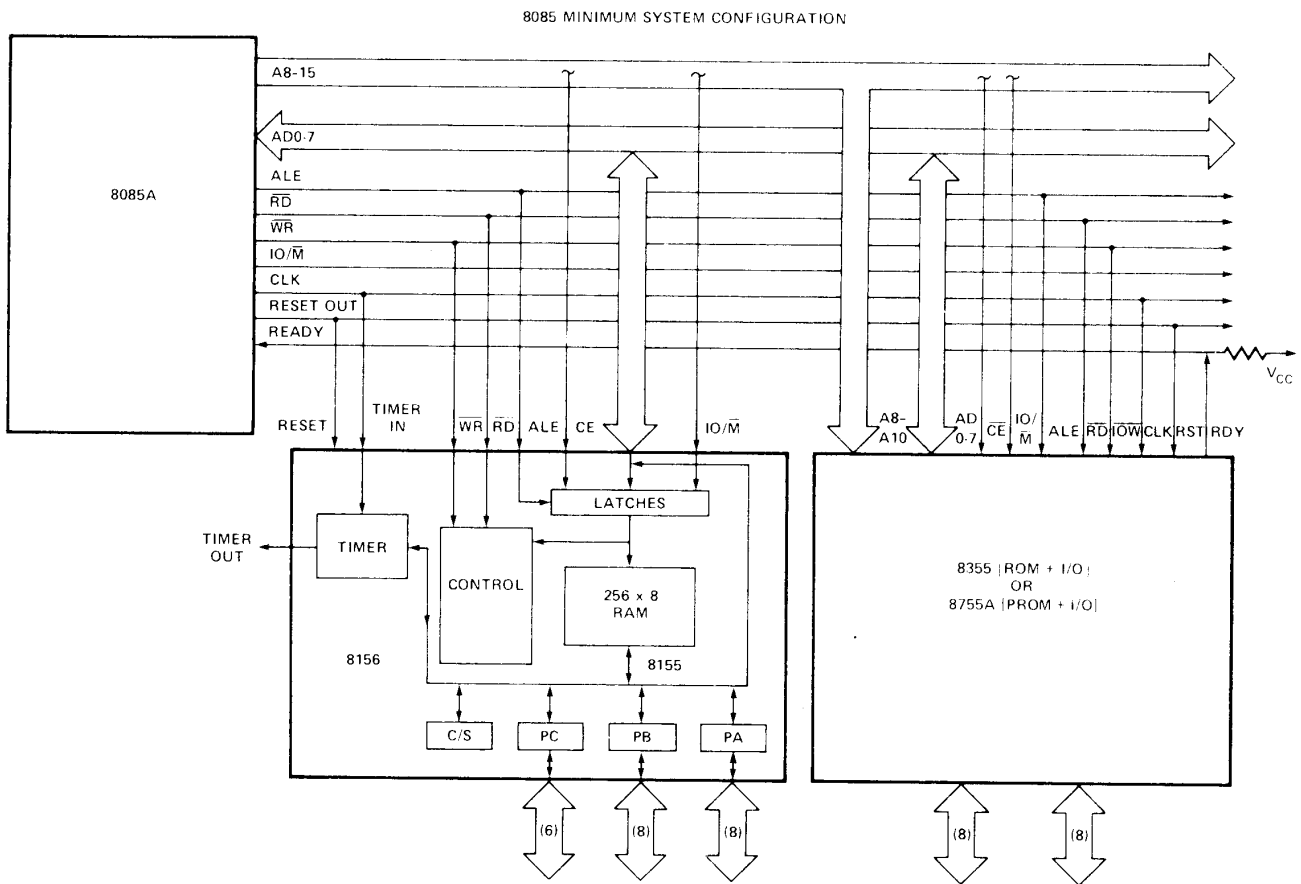 8085 MINIMUM SYSTEM CONFIGURATION
8085A
A8-15
AD0-7
ALE
RD
WR
IO/M
CLK
RESET OUT
READY
VCC
RESET
TIMER IN
WR
RD
ALE
CE
IO/M
A8-A10
AD0-7
CE
IO/M
ALE
RD
IOW
CLK
RST
RDY
LATCHES
TIMER OUT
TIMER
CONTROL
256 x 8
RAM
8156
8155
C/S
PC
PB
PA
(6)
(8)
(8)
8355 [ROM + I/O]
OR
8755A [PROM + I/O]
(8)
(8)